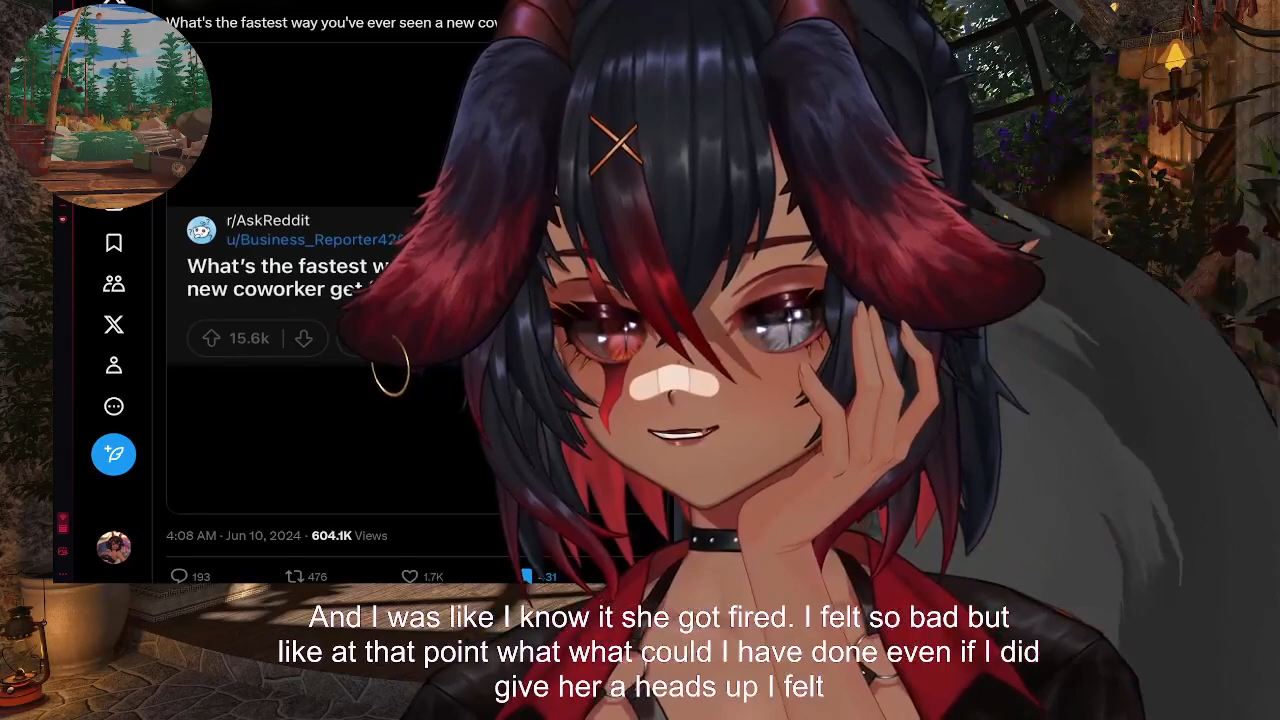 What's the fastest way you've ever seen a new
r/AskReddit
u/Business_Reporter42
What's the fastest
new coworker get
15.6k
4:08 AM · Jun 10, 2024 · 604.1K Views
193
476
1.7K
31
And I was like I know it she got fired. I felt so bad but
like at that point what what could I have done even if I did
give her a heads up I felt